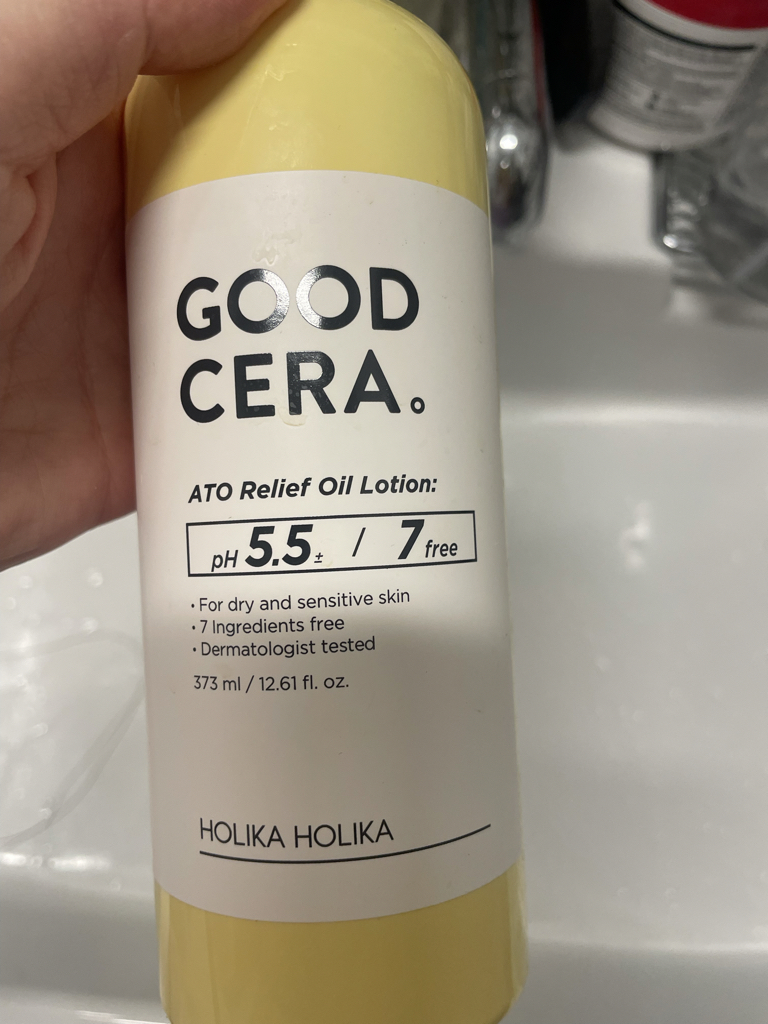 GOOD
CERA.
ATO Relief Oil Lotion:
pH 5.5± / 7 free
• For dry and sensitive skin
• 7 Ingredients free
• Dermatologist tested
373 ml / 12.61 fl. oz.
HOLIKA HOLIKA